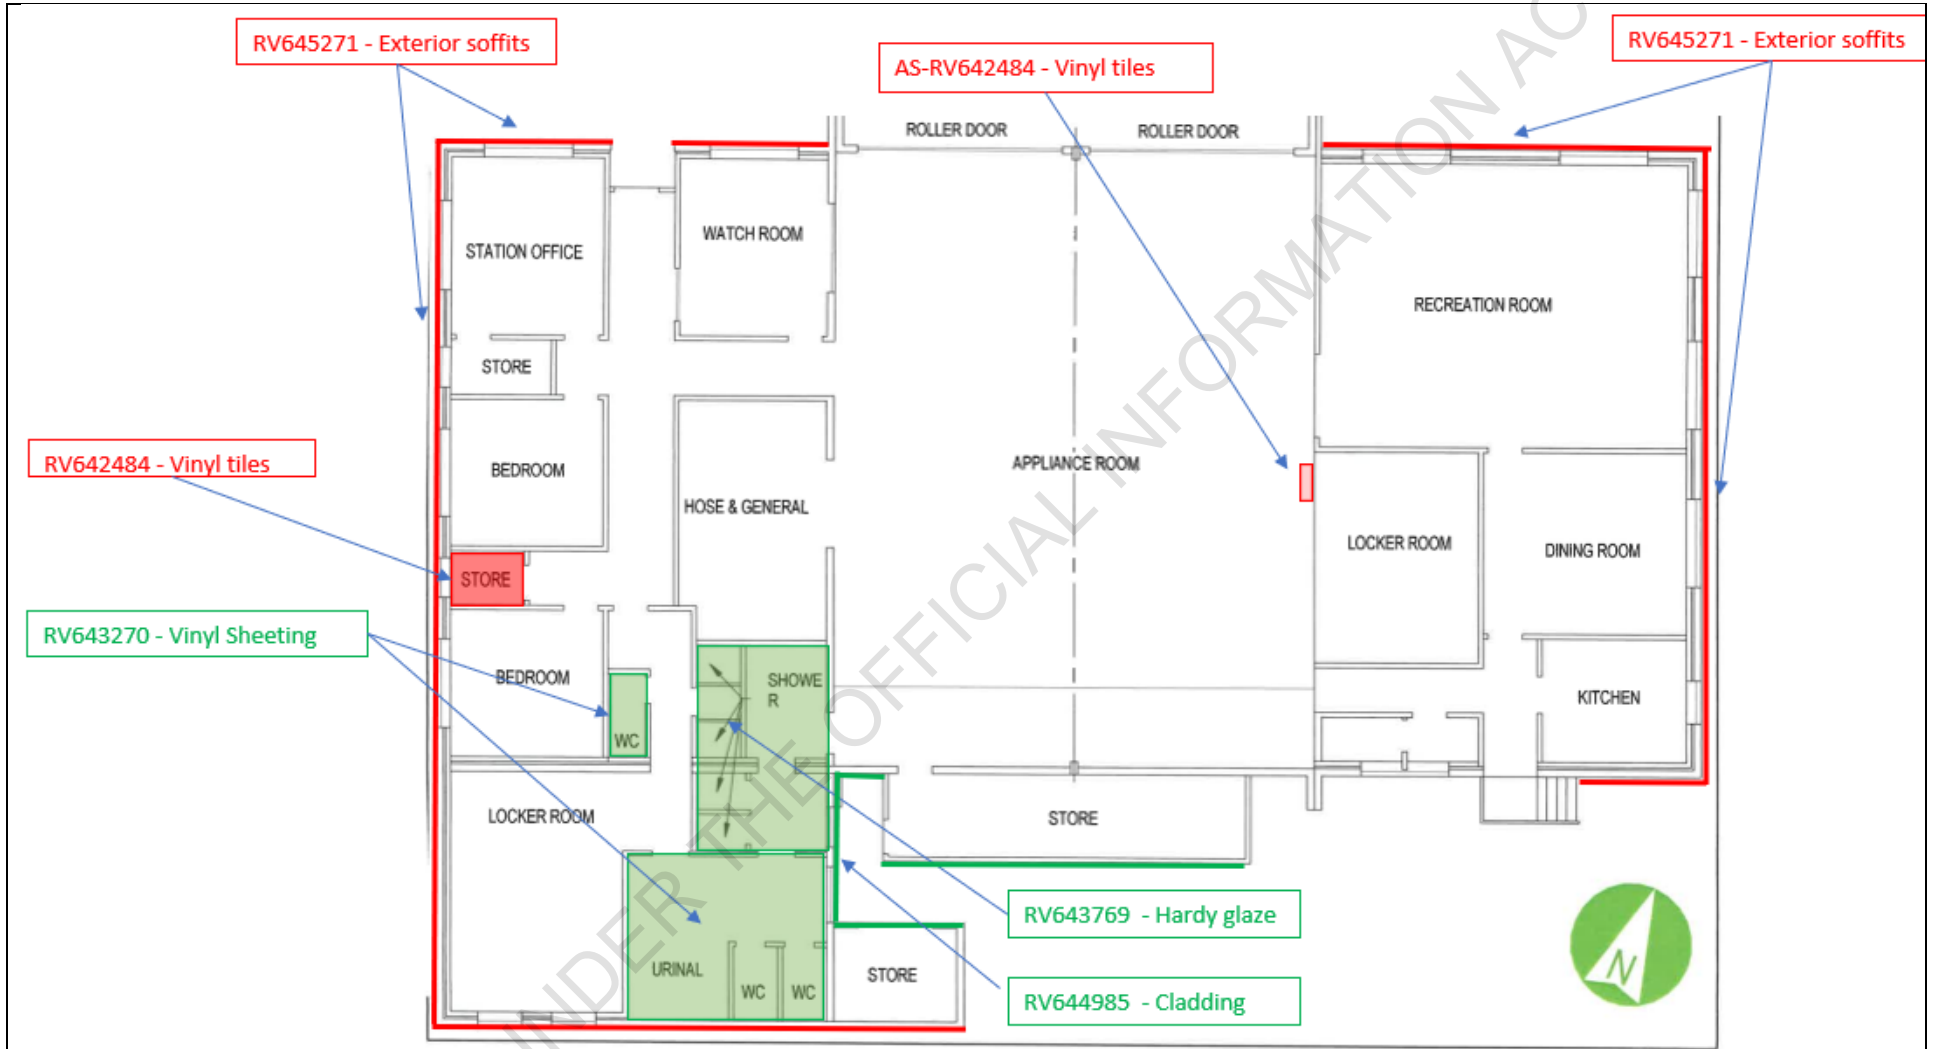 RV645271 - Exterior soffits
AS-RV642484 - Vinyl tiles
RV645271 - Exterior soffits
ROLLER DOOR
ROLLER DOOR
STATION OFFICE
WATCH ROOM
RECREATION ROOM
STORE
RV642484 - Vinyl tiles
BEDROOM
HOSE & GENERAL
APPLIANCE ROOM
LOCKER ROOM
DINING ROOM
STORE
RV643270 - Vinyl Sheeting
BEDROOM
WC
SHOWE
R
KITCHEN
LOCKER ROOM
STORE
RV643769 - Hardy glaze
URINAL
WC
WC
STORE
RV644985 - Cladding
N
UNDER THE OFFICIAL INFORMATION AC